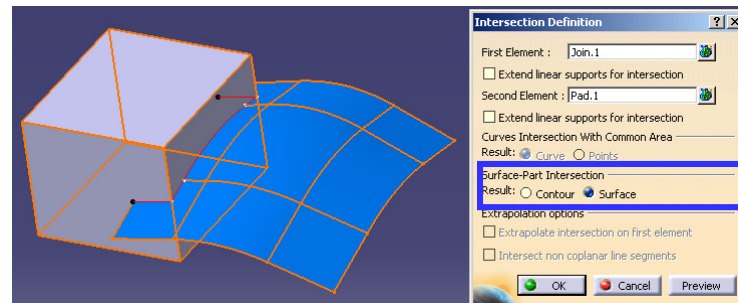 Intersection Definition
First Element : Join.1
Extend linear supports for intersection
Second Element : Pad.1
Extend linear supports for intersection
Curves Intersection With Common Area
Result: Curve Points
Surface-Part Intersection
Result: Contour Surface
Extrapolation options
Extrapolate intersection on first element
Intersect non coplanar line segments
OK Cancel Preview